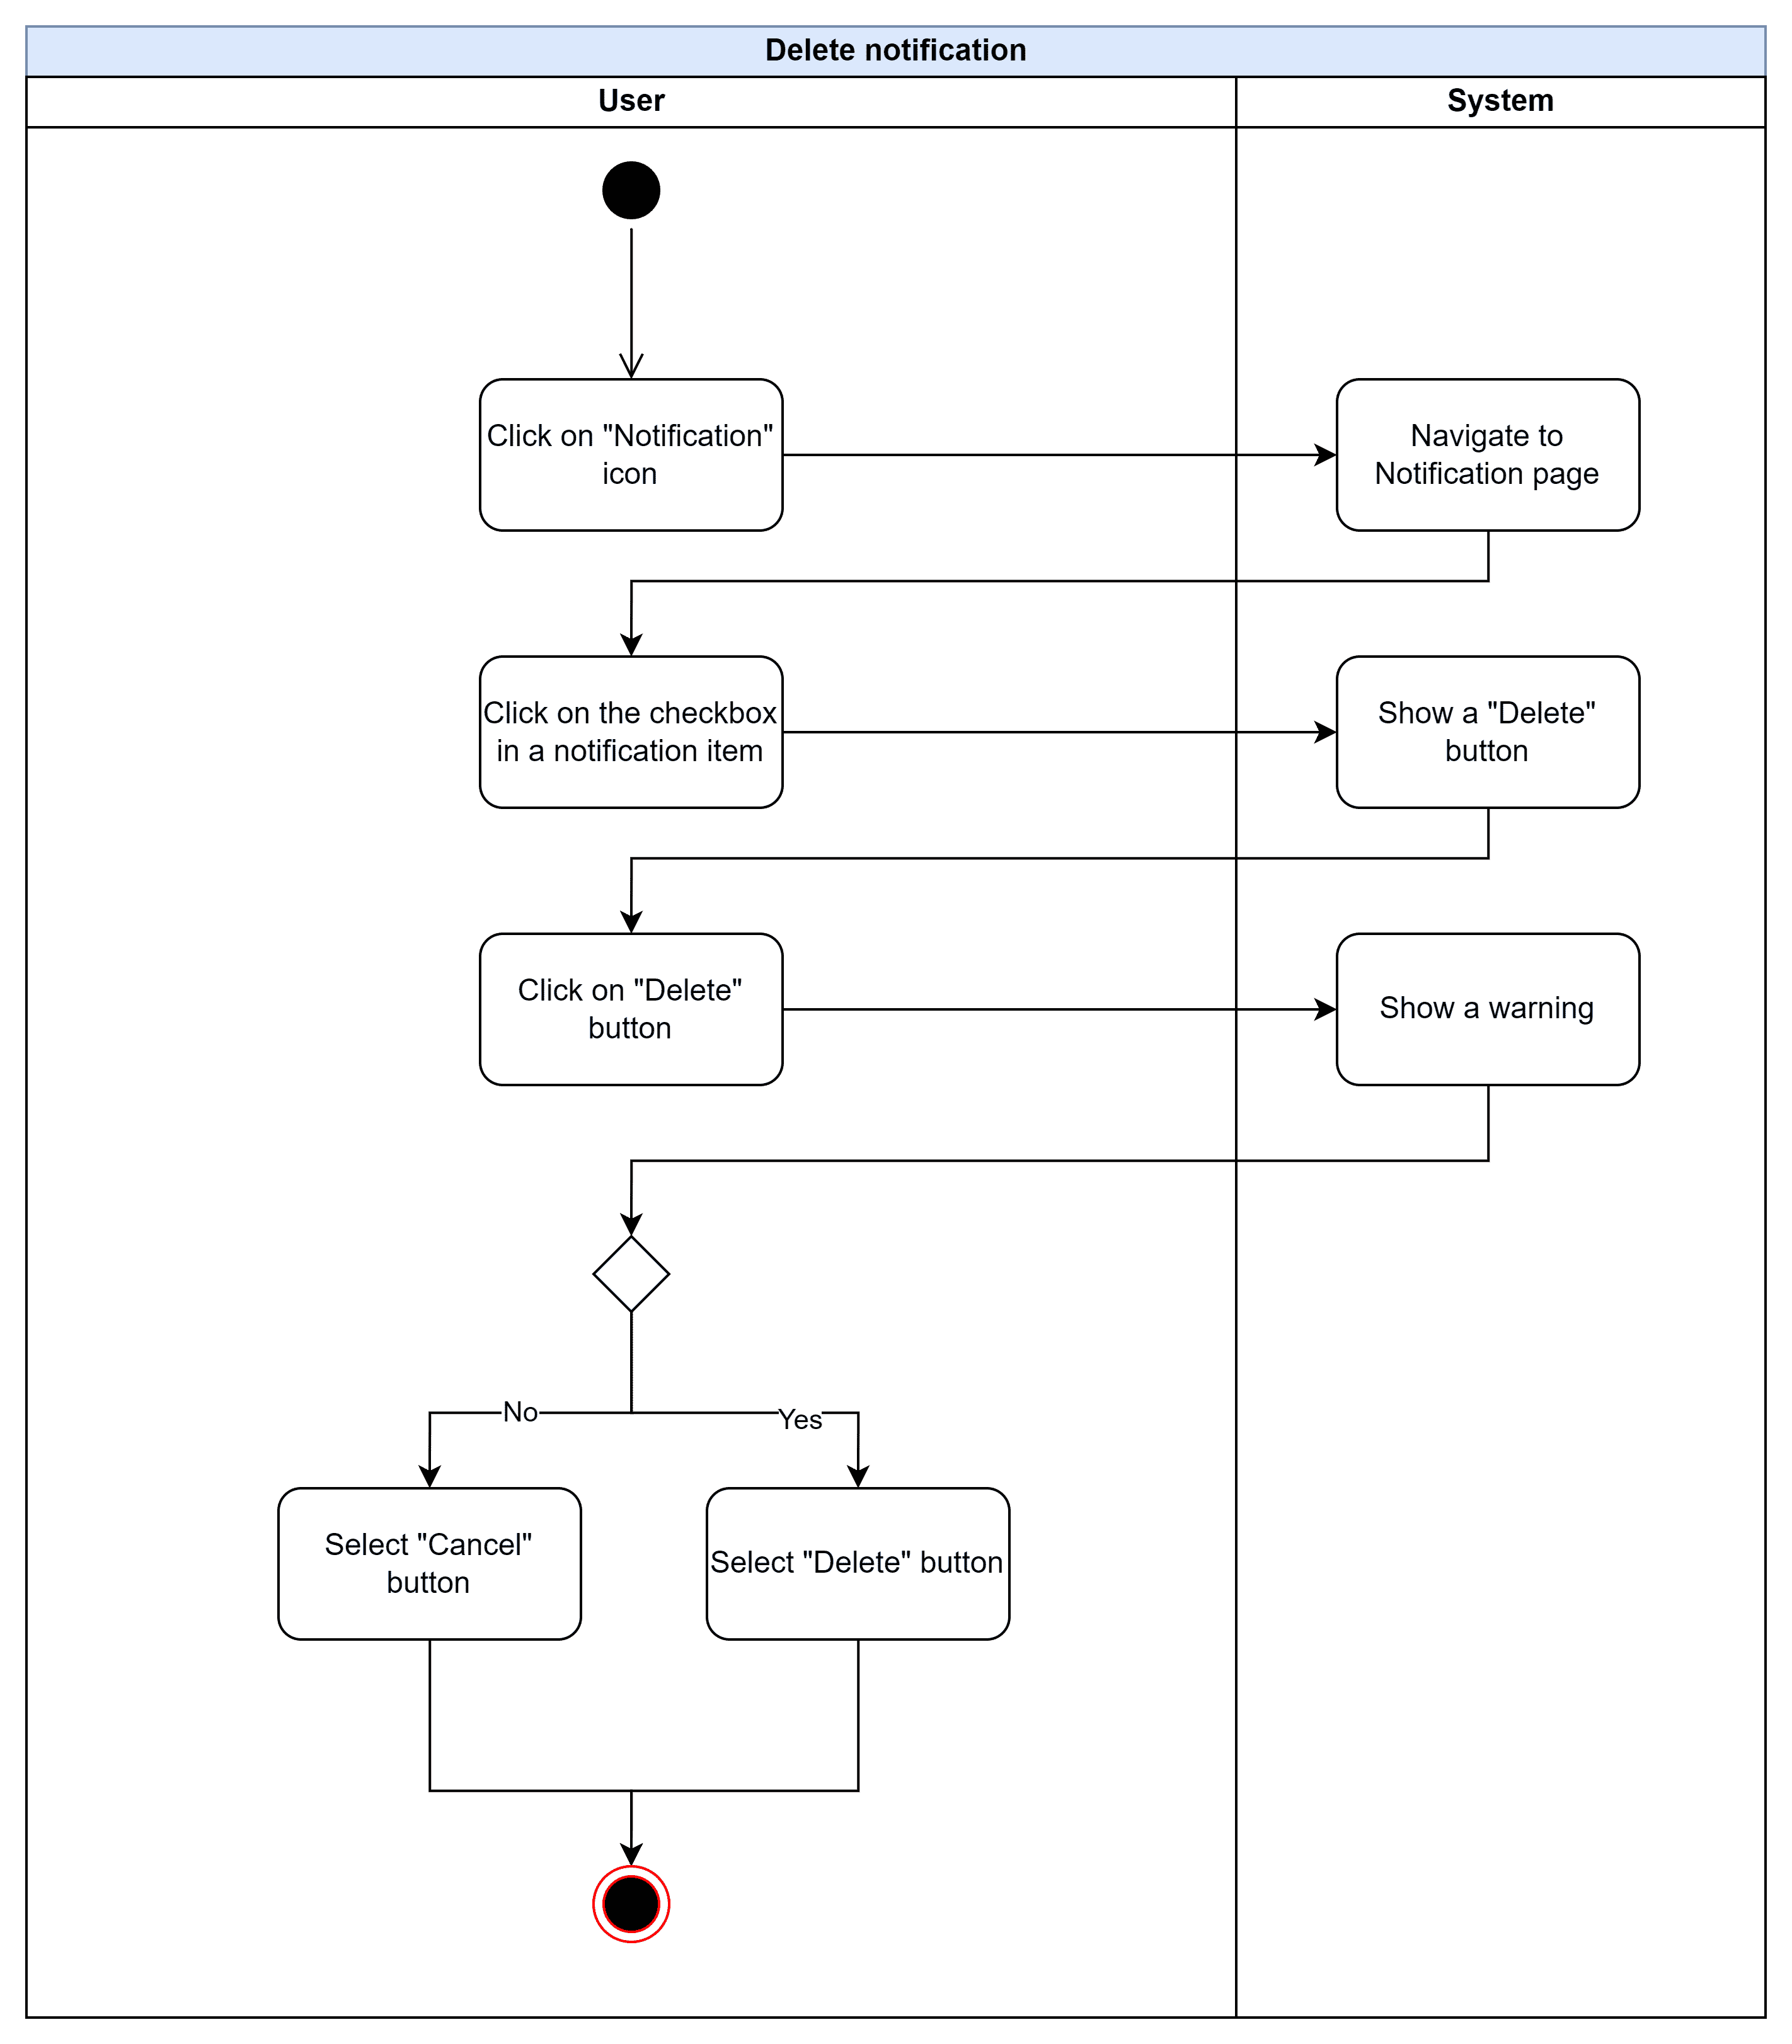 Delete notification
User
System
Click on "Notification"
icon
Navigate to
Notification page
Click on the checkbox
in a notification item
Show a "Delete"
button
Click on "Delete"
button
Show a warning
No
Yes
Select "Cancel"
button
Select "Delete" button